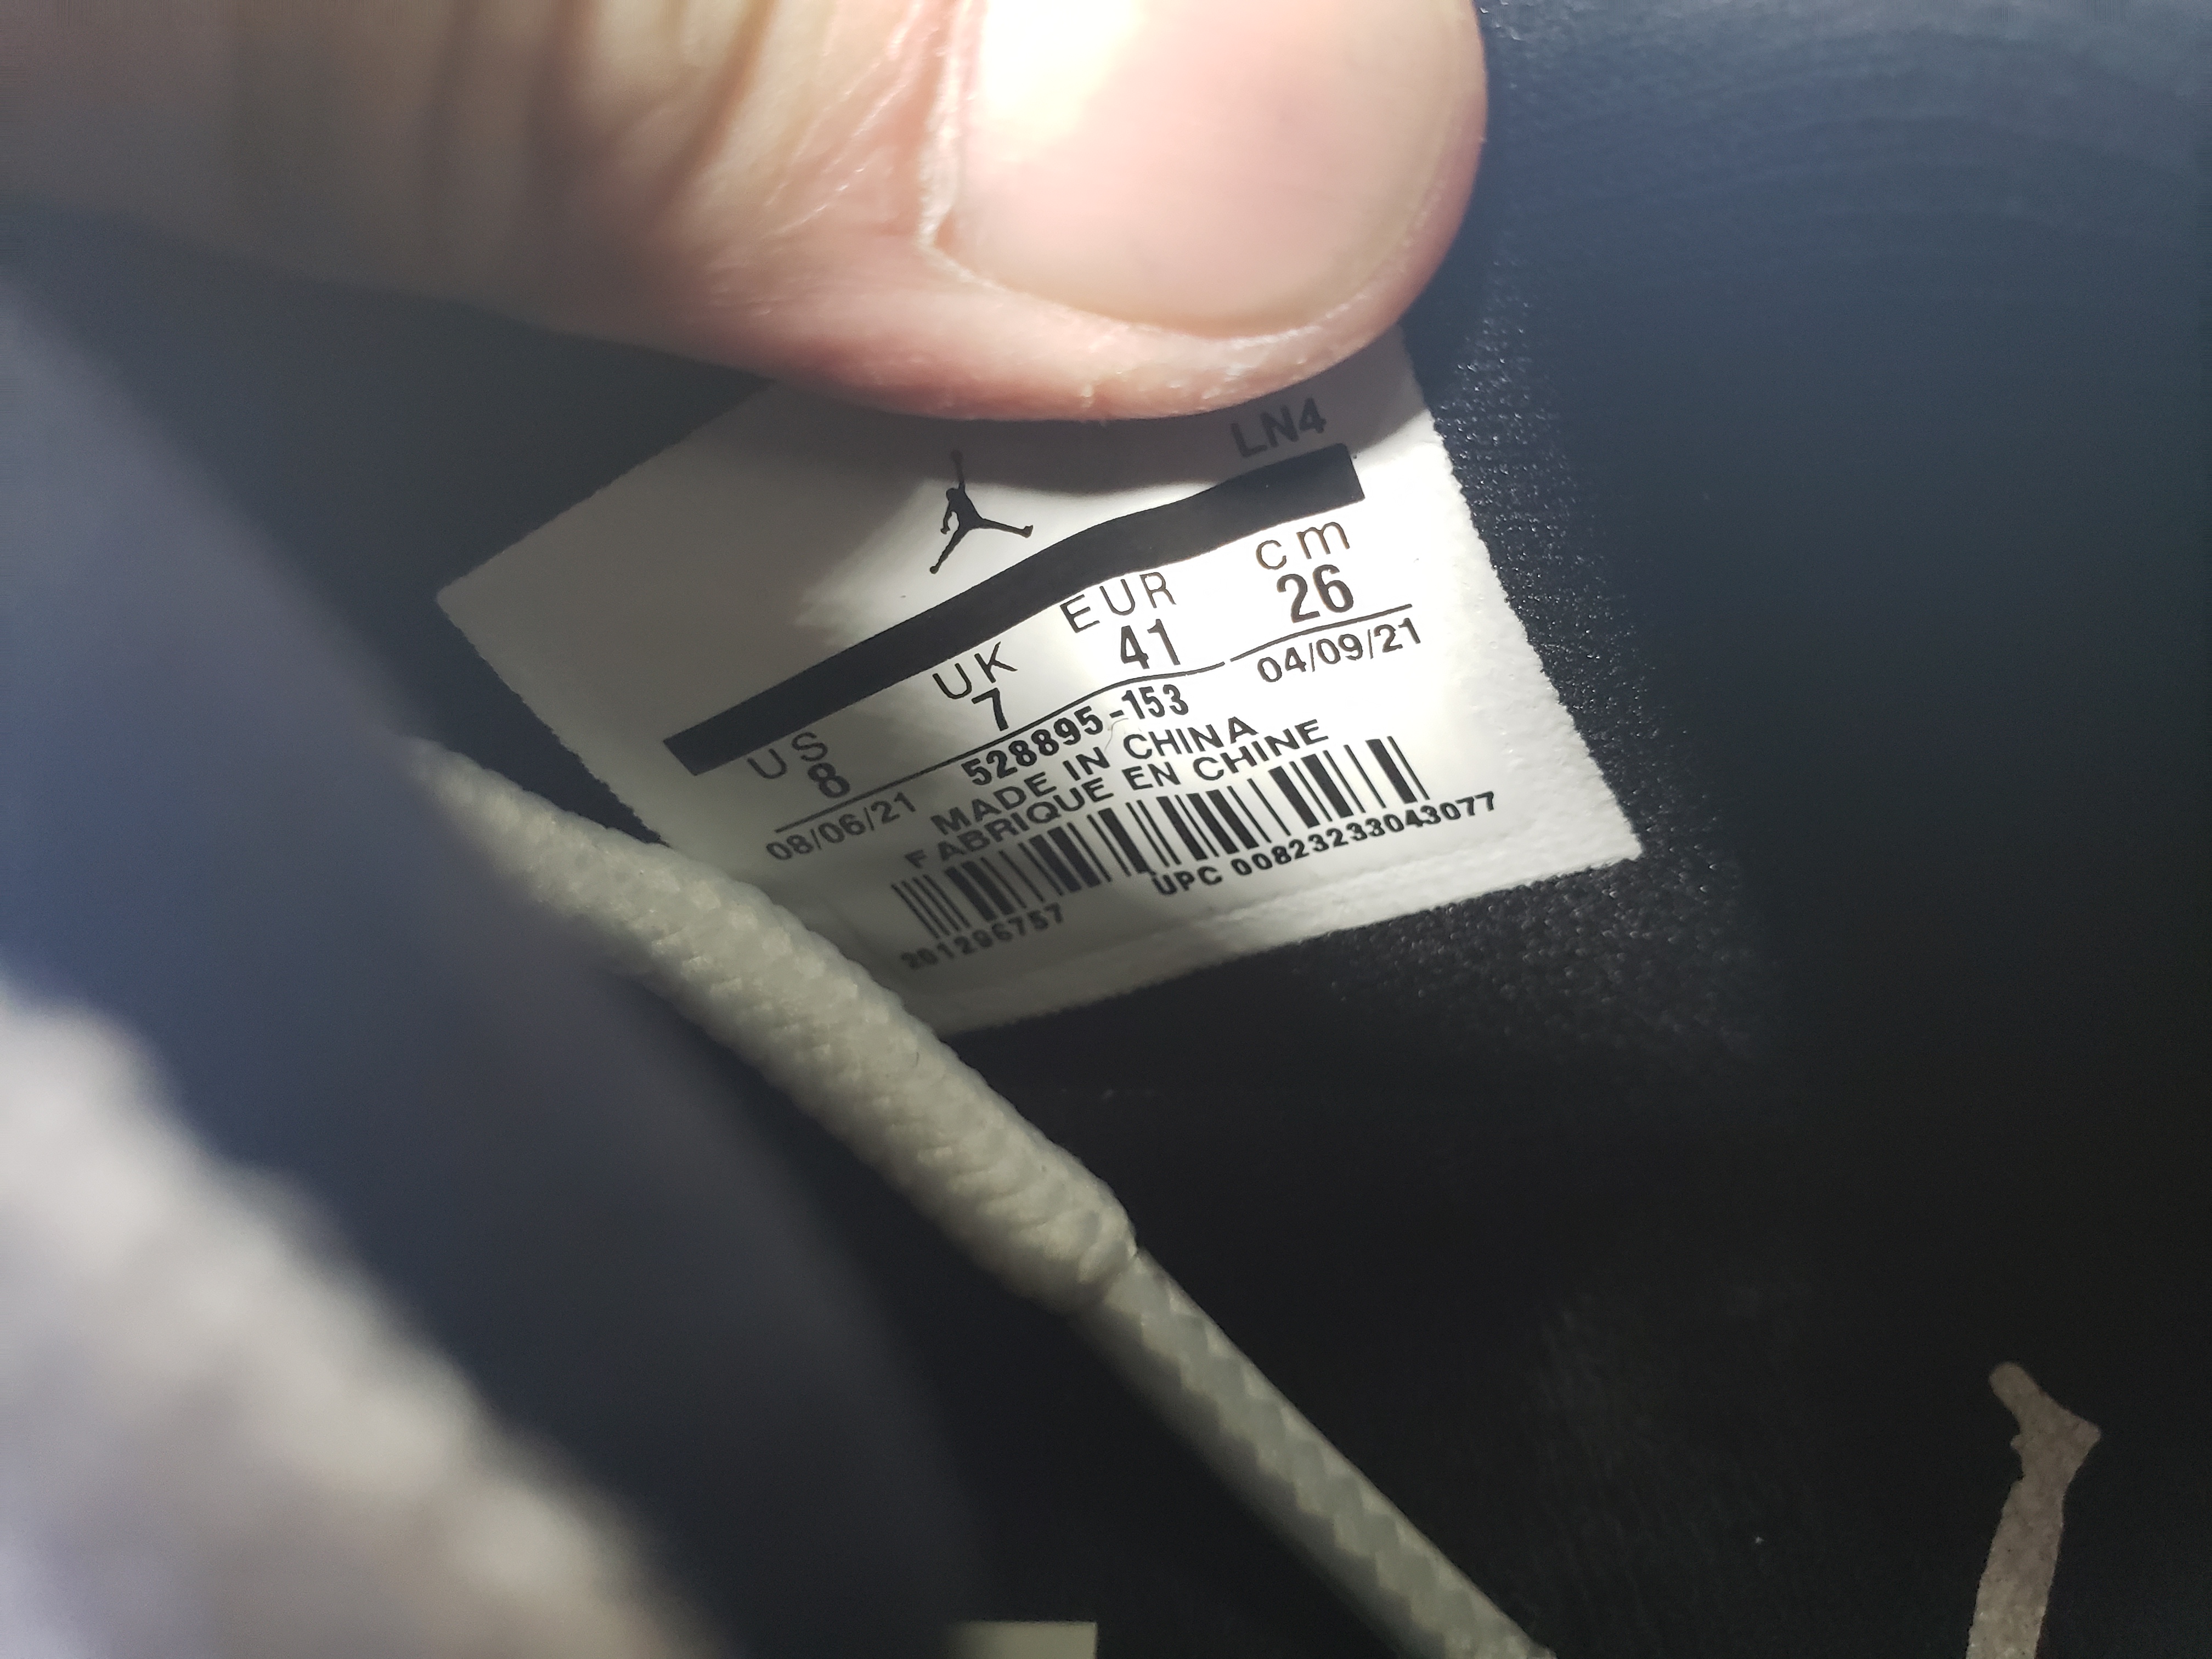 LN4
US UK EUR cm
8 7 41 26
08/06/21 528895-153 04/09/21
MADE IN CHINA
FABRIQUE EN CHINE
201296757 UPC 00823233043077